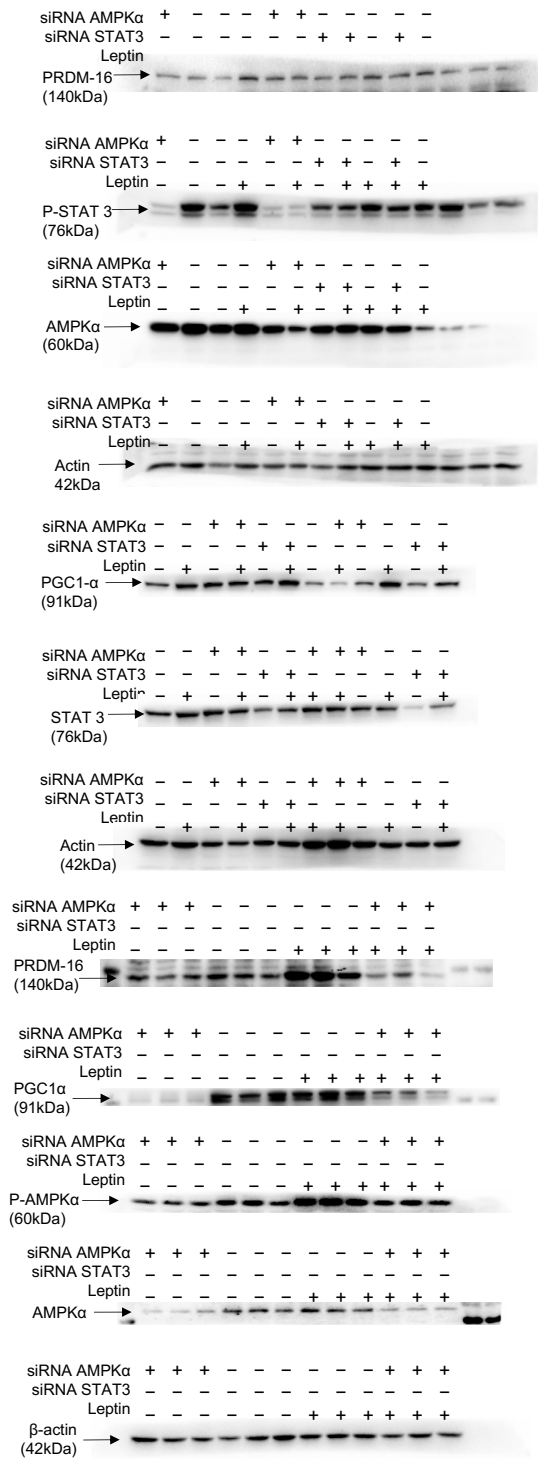 siRNA AMPKα + − − − + + − − − − −
siRNA STAT3 − − − − − − + + − + −
Leptin
PRDM-16
(140kDa)
siRNA AMPKα + − − − + + − − − − −
siRNA STAT3 − − − − − − + + − + −
Leptin − − − + − + − + + + +
P-STAT 3
(76kDa)
siRNA AMPKα + − − − + + − − − − −
siRNA STAT3 − − − − − − + + − + −
Leptin − − − + − + − + + − +
AMPKα
(60kDa)
siRNA AMPKα + − − − + + − − − − −
siRNA STAT3 − − − − − − + + − + −
Leptin − − − + − + − + + − +
Actin
42kDa
siRNA AMPKα − − + + − − − + + − − −
siRNA STAT3 − − − − + + − − − − + +
Leptin − + − + − + − + − + − +
PGC1-α
(91kDa)
siRNA AMPKα − − + + − − + + + − − −
siRNA STAT3 − − − − + + − − − − + +
Leptin − + − + − + + + − + − +
STAT 3
(76kDa)
siRNA AMPKα − − + + − − + + + − − −
siRNA STAT3 − − − − + + − − − − + +
Leptin − + − + − + + + − + − +
Actin
(42kDa)
siRNA AMPKα + + + − − − − − − + + +
siRNA STAT3 − − − − − − − − − − − −
Leptin − − − − − − + + + + + +
PRDM-16
(140kDa)
siRNA AMPKα + + + − − − − − − + + +
siRNA STAT3 − − − − − − − − − − − −
Leptin − − − − − − + + + + + +
PGC1α
(91kDa)
siRNA AMPKα + + + − − − − − − + + +
siRNA STAT3 − − − − − − − − − − − −
Leptin − − − − − − + + + + + +
P-AMPKα
(60kDa)
siRNA AMPKα + + + − − − − − − + + +
siRNA STAT3 − − − − − − − − − − − −
Leptin − − − − − − + + + + + +
AMPKα
siRNA AMPKα + + + − − − − − − + + +
siRNA STAT3 − − − − − − − − − − − −
Leptin − − − − − − + + + + + +
β-actin
(42kDa)